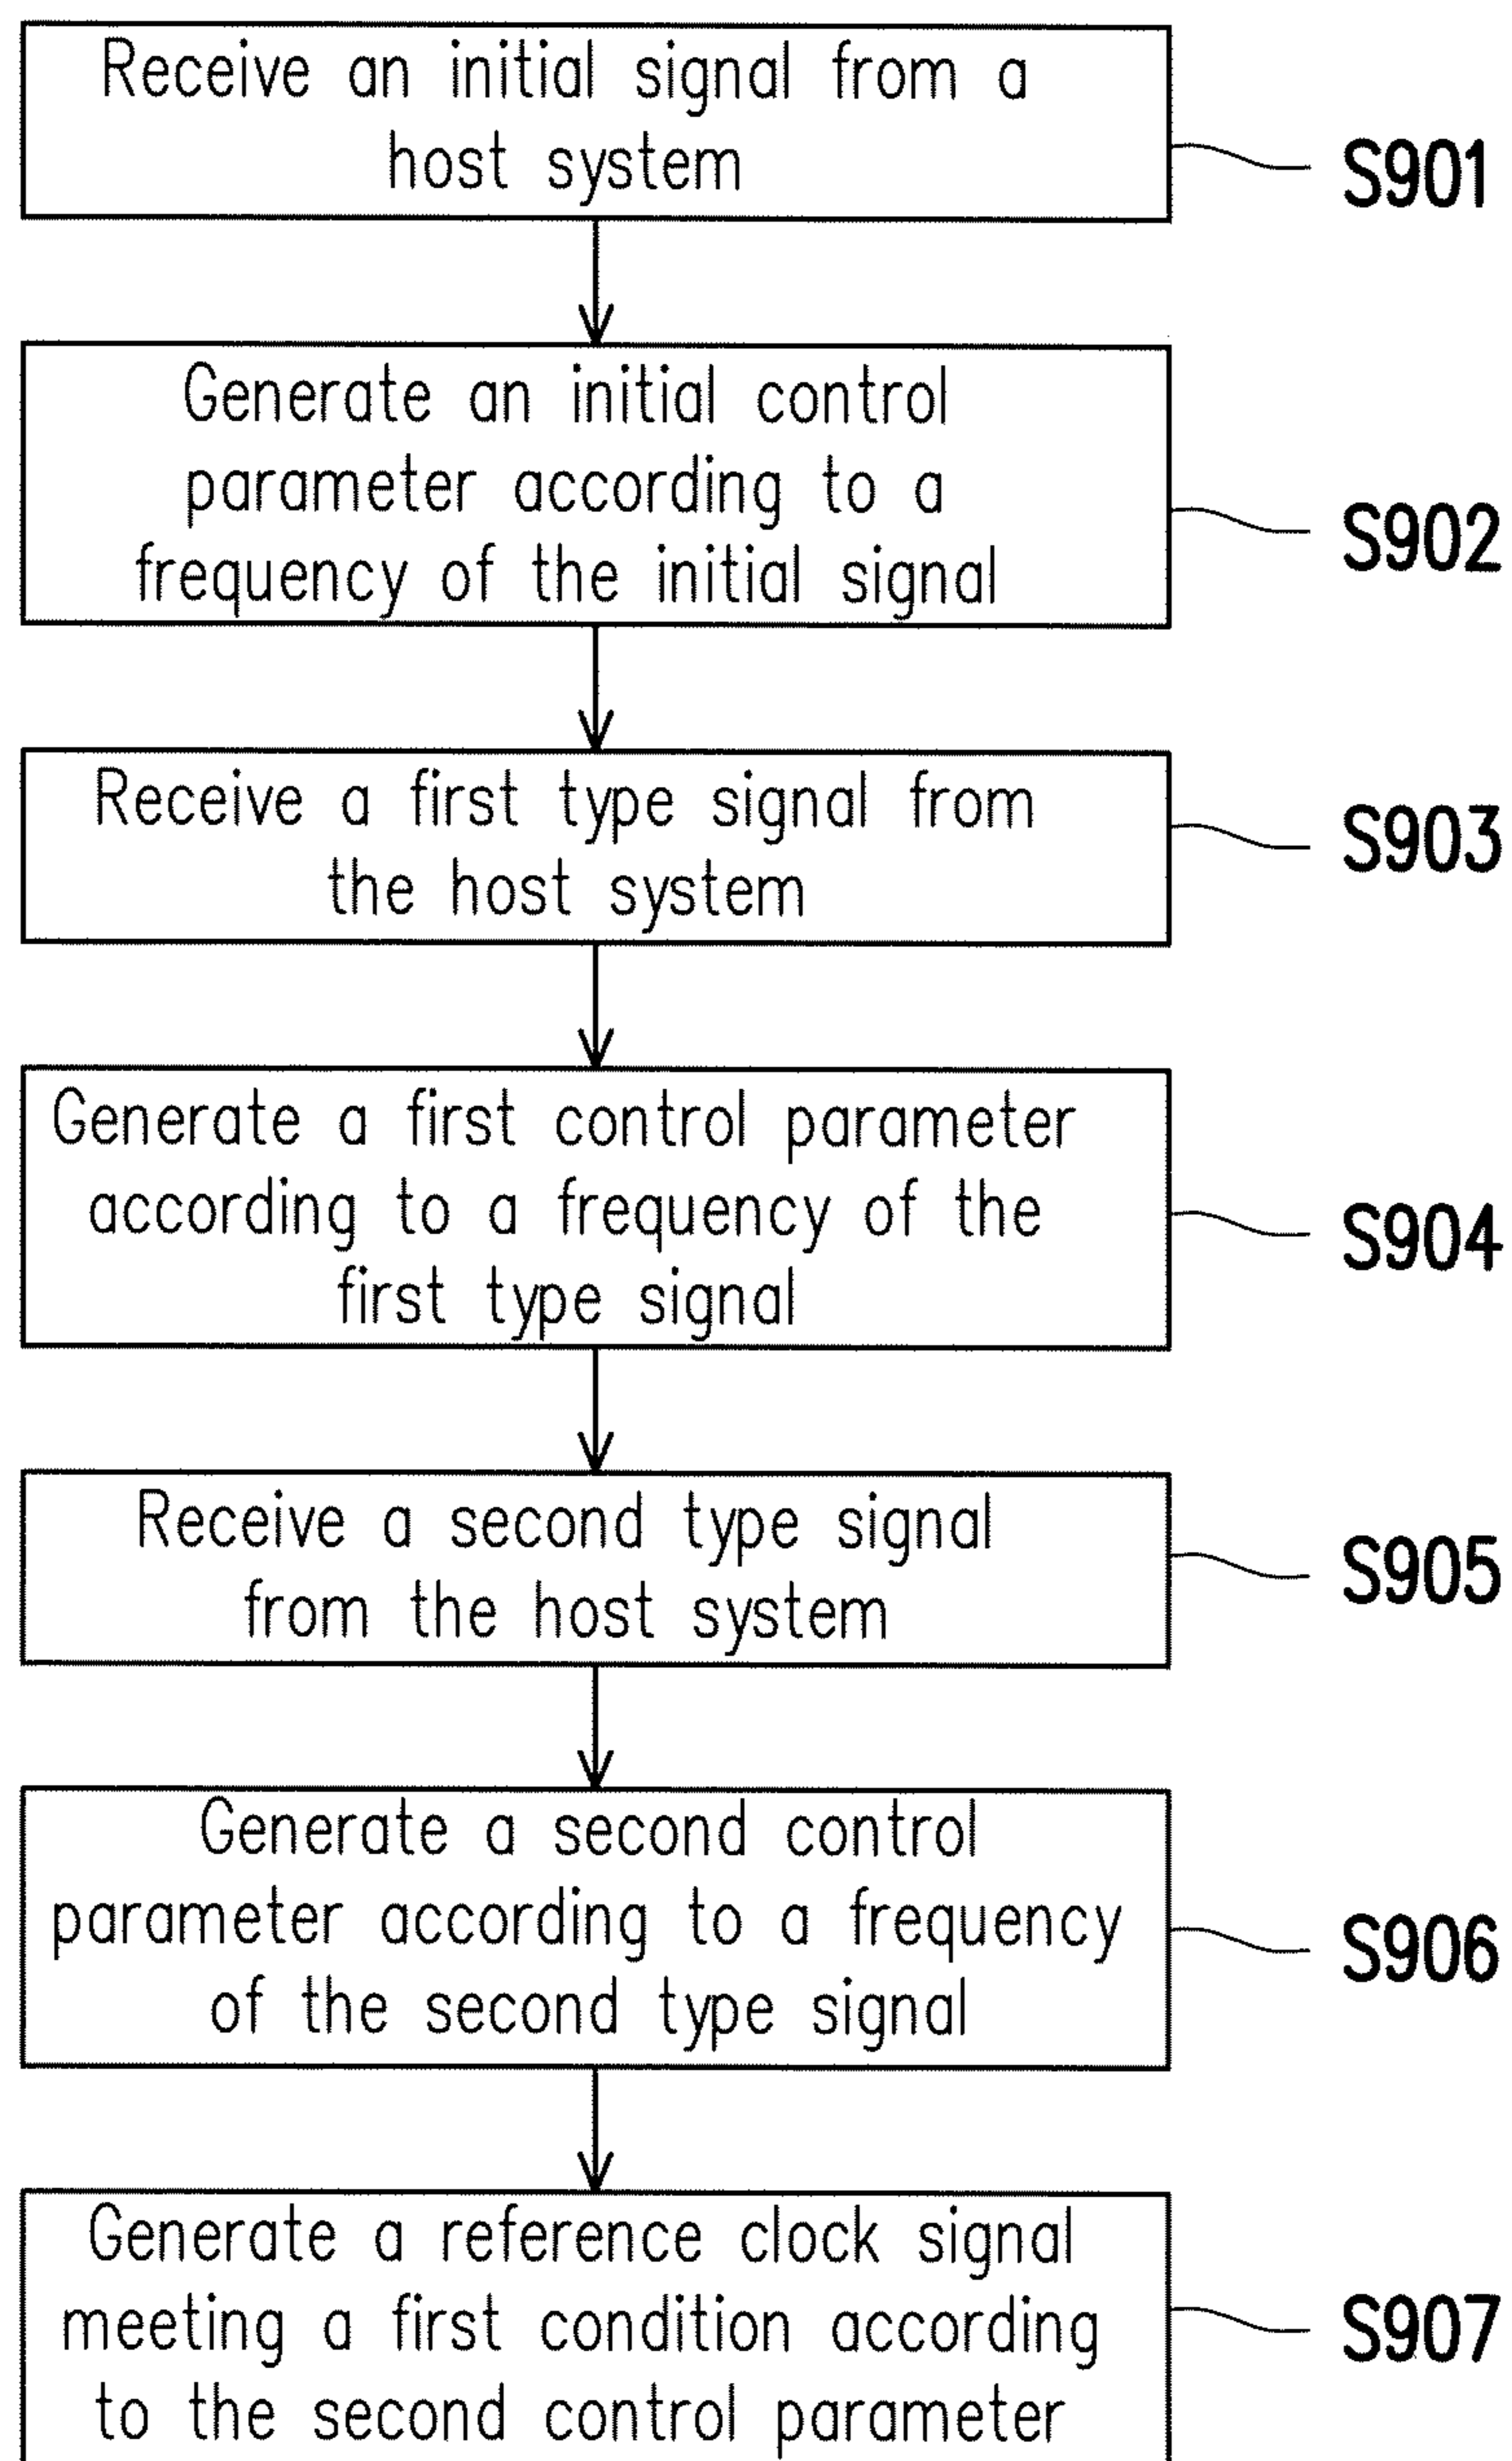 Receive an initial signal from a
host system
S901
Generate an initial control
parameter according to a
frequency of the initial signal
S902
Receive a first type signal from
the host system
S903
Generate a first control parameter
according to a frequency of the
first type signal
S904
Receive a second type signal
from the host system
S905
Generate a second control
parameter according to a frequency
of the second type signal
S906
Generate a reference clock signal
meeting a first condition according
to the second control parameter
S907